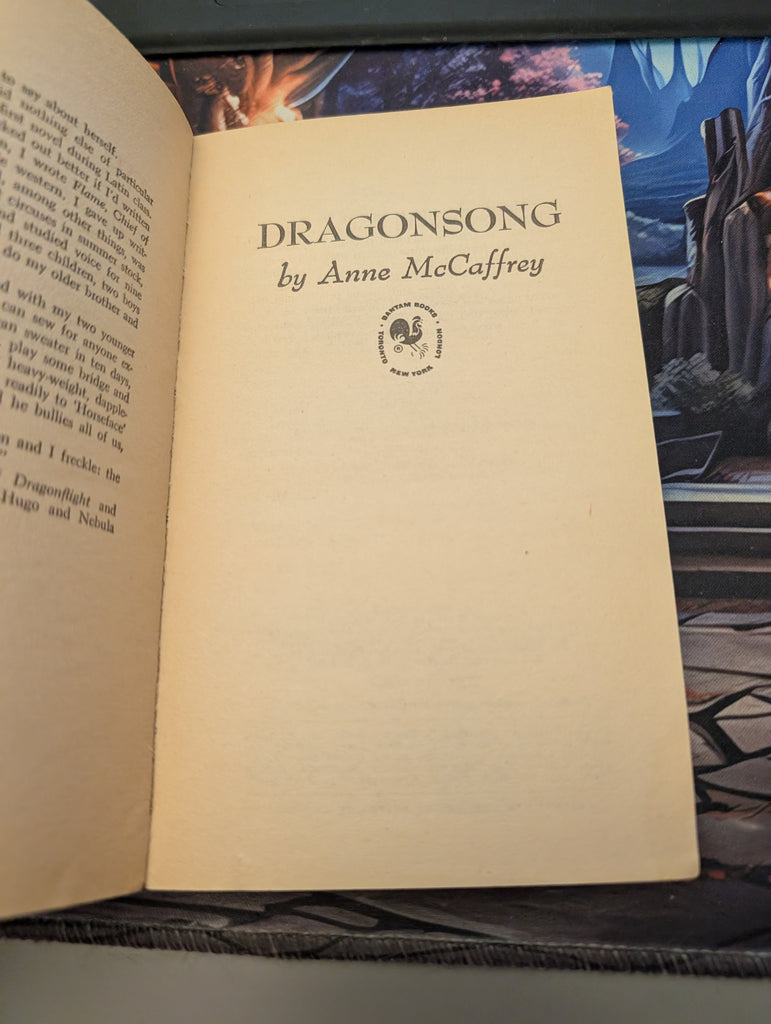 to say about herself.
nothing else of particular
first novel during Latin class.
out better if I'd written
I wrote Flame, Chief of
western, I gave up writ-
among other things, was
circuses in summer stock,
studied voice for nine
three children, two boys
do my older brother and
with my two younger
can sew for anyone ex-
sweater in ten days,
play some bridge and
heavy-weight, dapple-
readily to 'Horseface'
he bullies all of us,
and I freckle: the
Dragonflight and
Hugo and Nebula
DRAGONSONG
by Anne McCaffrey
BANTAM BOOKS
TORONTO • NEW YORK • LONDON